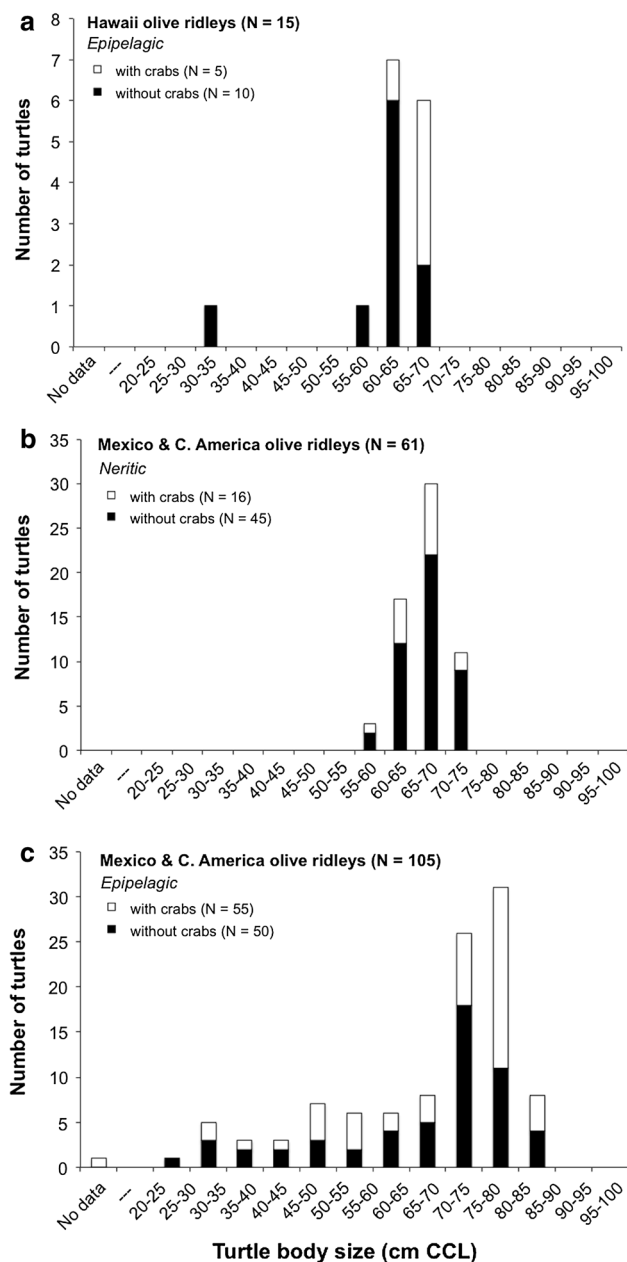 a
Hawaii olive ridleys (N = 15)
Epipelagic
with crabs (N = 5)
without crabs (N = 10)
Number of turtles
8
7
6
5
4
3
2
1
0
No data --- 20-25 25-30 30-35 35-40 40-45 45-50 50-55 55-60 60-65 65-70 70-75 75-80 80-85 85-90 90-95 95-100
b
Mexico & C. America olive ridleys (N = 61)
Neritic
with crabs (N = 16)
without crabs (N = 45)
Number of turtles
35
30
25
20
15
10
5
0
No data --- 20-25 25-30 30-35 35-40 40-45 45-50 50-55 55-60 60-65 65-70 70-75 75-80 80-85 85-90 90-95 95-100
c
Mexico & C. America olive ridleys (N = 105)
Epipelagic
with crabs (N = 55)
without crabs (N = 50)
Number of turtles
35
30
25
20
15
10
5
0
No data --- 20-25 25-30 30-35 35-40 40-45 45-50 50-55 55-60 60-65 65-70 70-75 75-80 80-85 85-90 90-95 95-100
Turtle body size (cm CCL)